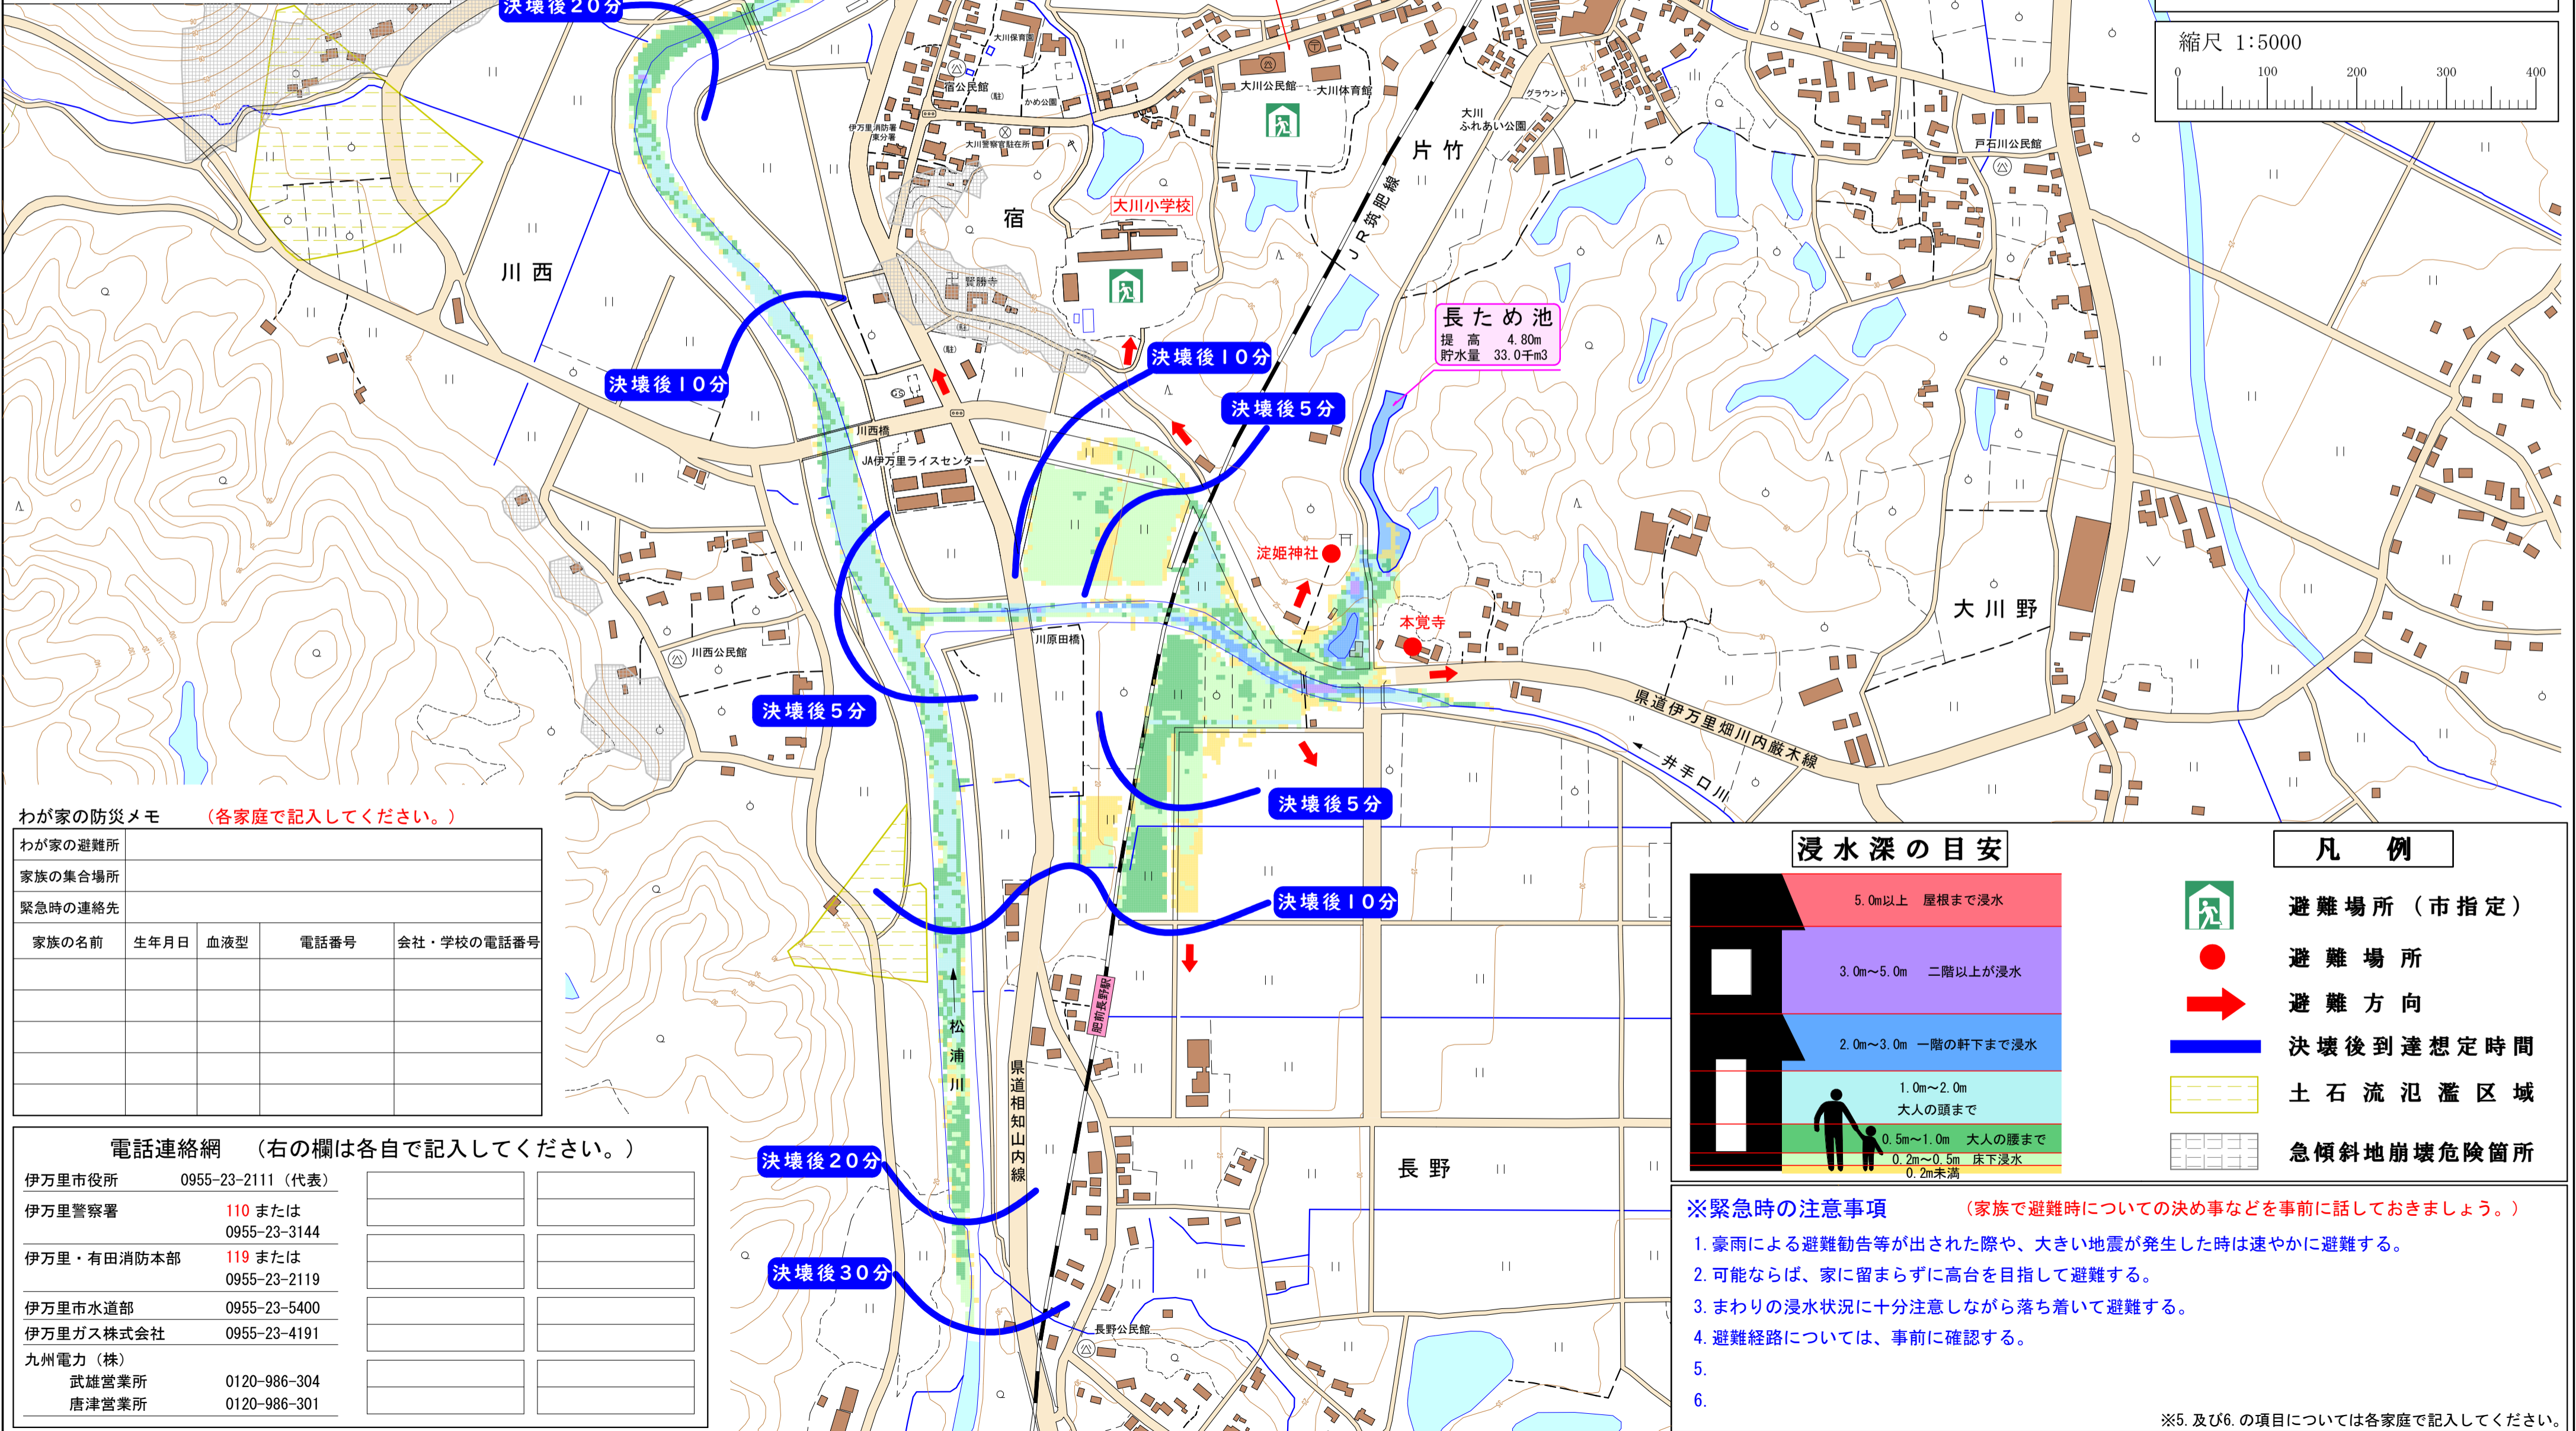 決壊後20分
縮尺 1:5000
0 100 200 300 400
大川保育園
宿公民館
(駐)
かめ公園
伊万里消防署
東分署
大川警察官駐在所
大川公民館
大川体育館
グラウンド
大川
ふれあい公園
片竹
戸石川公民館
宿
大川小学校
JR筑肥線
川西
賢勝寺
(駐)
(駐)
長ため池
提 高 4.80m
貯水量 33.0千m3
決壊後10分
決壊後10分
決壊後5分
GS
川西橋
JA伊万里ライスセンター
淀姫神社
本覚寺
大川野
川原田橋
川西公民館
決壊後5分
県道伊万里畑川内厳木線
井手口川
決壊後5分
決壊後10分
肥前長野駅
松浦川
県道相知山内線
決壊後20分
長野
決壊後30分
長野公民館
わが家の防災メモ (各家庭で記入してください。)
わが家の避難所
家族の集合場所
緊急時の連絡先
家族の名前 生年月日 血液型 電話番号 会社・学校の電話番号
電話連絡網 (右の欄は各自で記入してください。)
伊万里市役所 0955-23-2111(代表)
伊万里警察署 110 または
0955-23-3144
伊万里・有田消防本部 119 または
0955-23-2119
伊万里市水道部 0955-23-5400
伊万里ガス株式会社 0955-23-4191
九州電力(株)
武雄営業所 0120-986-304
唐津営業所 0120-986-301
浸水深の目安
5.0m以上 屋根まで浸水
3.0m~5.0m 二階以上が浸水
2.0m~3.0m 一階の軒下まで浸水
1.0m~2.0m
大人の頭まで
0.5m~1.0m 大人の腰まで
0.2m~0.5m 床下浸水
0.2m未満
凡 例
避難場所(市指定)
避難場所
避難方向
決壊後到達想定時間
土石流氾濫区域
急傾斜地崩壊危険箇所
※緊急時の注意事項 (家族で避難時についての決め事などを事前に話しておきましょう。)
1. 豪雨による避難勧告等が出された際や、大きい地震が発生した時は速やかに避難する。
2. 可能ならば、家に留まらずに高台を目指して避難する。
3. まわりの浸水状況に十分注意しながら落ち着いて避難する。
4. 避難経路については、事前に確認する。
5.
6.
※5. 及び6. の項目については各家庭で記入してください。